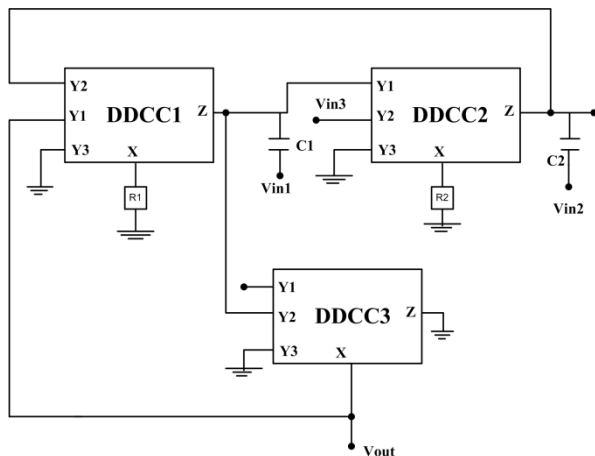 Y2
Y1
DDCC1
Z
Y3
X
R1
C1
Vin1
Vin3
Y1
Y2
DDCC2
Z
Y3
X
R2
C2
Vin2
Y1
Y2
DDCC3
Z
Y3
X
Vout